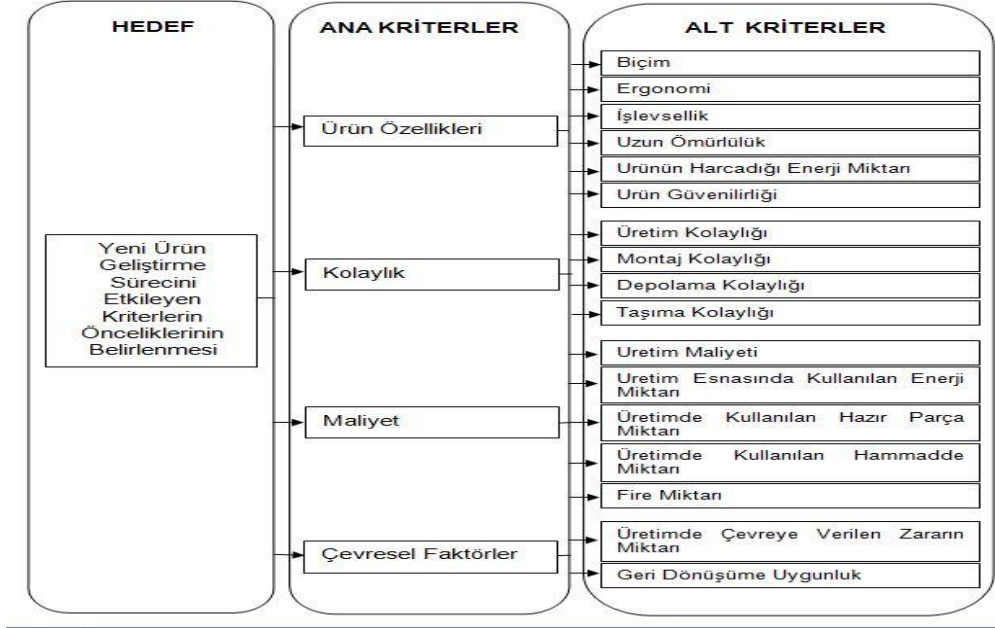 HEDEF
Yeni Ürün
Geliştirme
Sürecini
Etkileyen
Kriterlerin
Önceliklerinin
Belirlenmesi
ANA KRİTERLER
Ürün Özellikleri
Kolaylık
Maliyet
Çevresel Faktörler
ALT KRİTERLER
Biçim
Ergonomi
İşlevsellik
Uzun Ömürlülük
Urünün Harcadığı Enerji Miktarı
Urün Güvenilirliği
Üretim Kolaylığı
Montaj Kolaylığı
Depolama Kolaylığı
Taşıma Kolaylığı
Uretim Maliyeti
Uretim Esnasında Kullanılan Enerji
Miktarı
Üretimde Kullanılan Hazır Parça
Miktarı
Üretimde Kullanılan Hammadde
Miktarı
Fire Miktarı
Üretimde Çevreye Verilen Zararın
Miktarı
Geri Dönüşüme Uygunluk